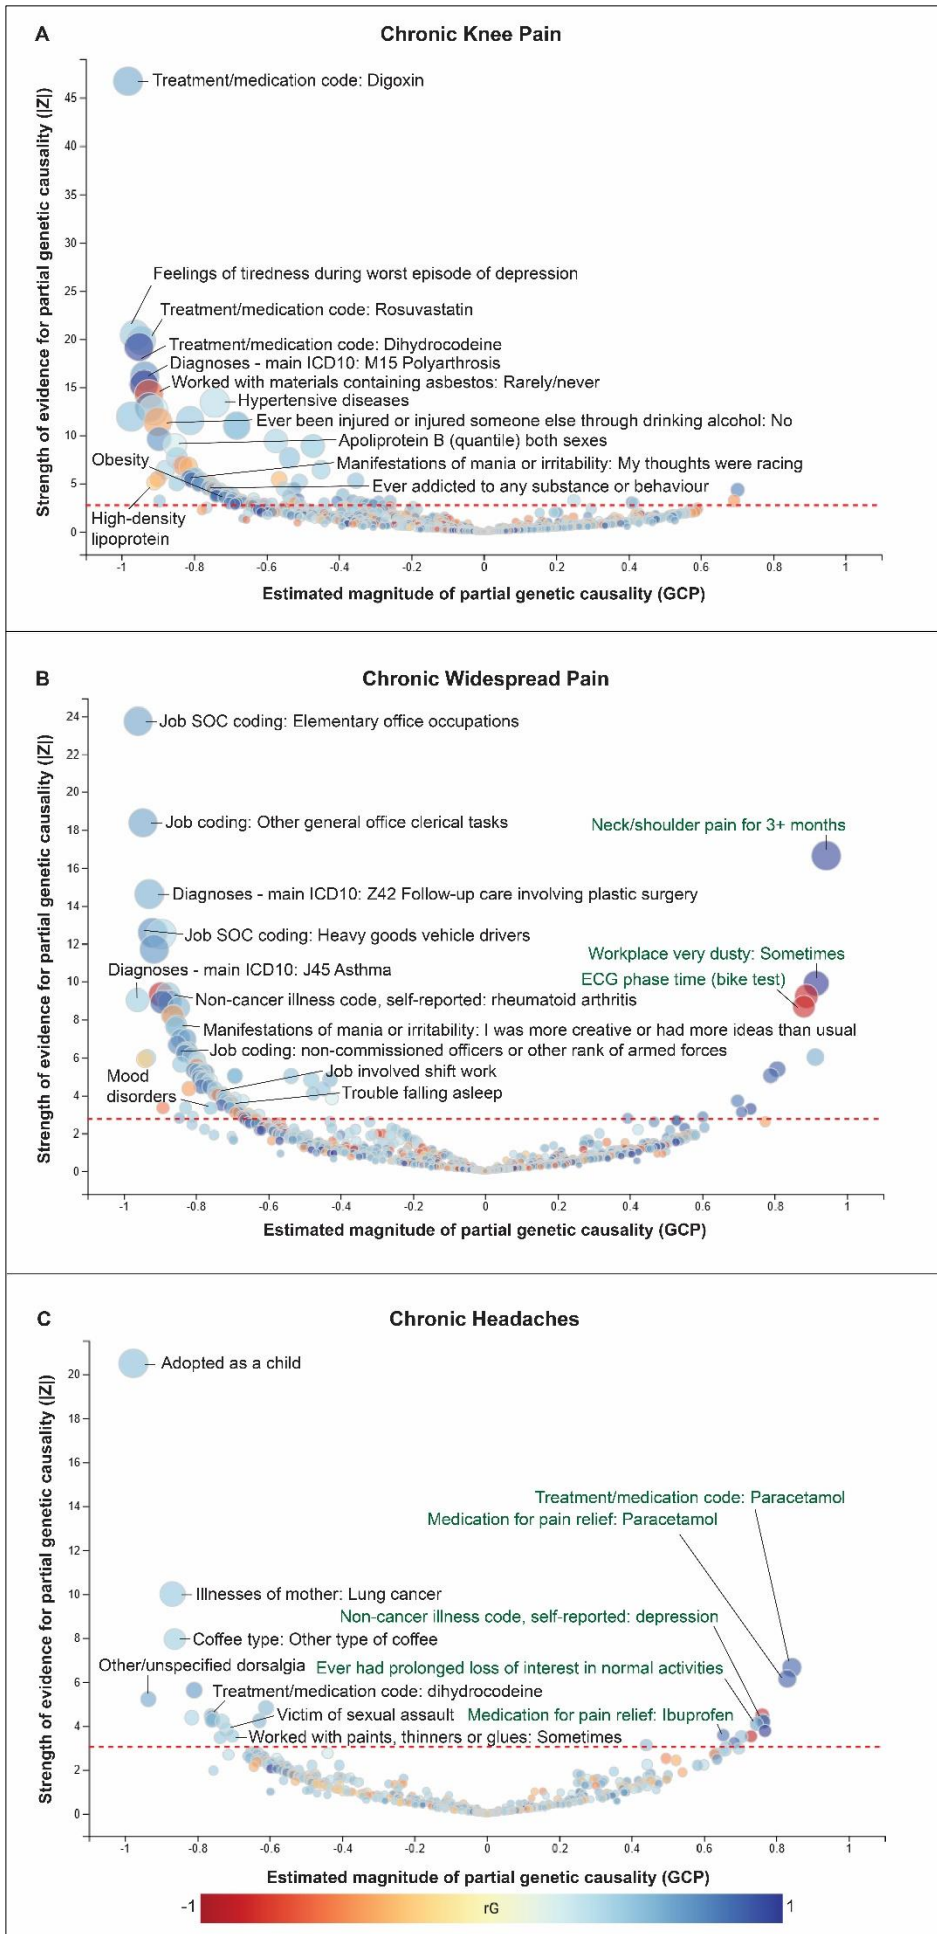 A
Chronic Knee Pain
Strength of evidence for partial genetic causality (|Z|)
45
40
35
30
25
20
15
10
5
0
Treatment/medication code: Digoxin
Feelings of tiredness during worst episode of depression
Treatment/medication code: Rosuvastatin
Treatment/medication code: Dihydrocodeine
Diagnoses - main ICD10: M15 Polyarthrosis
Worked with materials containing asbestos: Rarely/never
Hypertensive diseases
Ever been injured or injured someone else through drinking alcohol: No
Apoliprotein B (quantile) both sexes
Obesity
Manifestations of mania or irritability: My thoughts were racing
Ever addicted to any substance or behaviour
High-density
lipoprotein
-1 -0.8 -0.6 -0.4 -0.2 0 0.2 0.4 0.6 0.8 1
Estimated magnitude of partial genetic causality (GCP)
B
Chronic Widespread Pain
Strength of evidence for partial genetic causality (|Z|)
24
22
20
18
16
14
12
10
8
6
4
2
0
Job SOC coding: Elementary office occupations
Job coding: Other general office clerical tasks
Neck/shoulder pain for 3+ months
Diagnoses - main ICD10: Z42 Follow-up care involving plastic surgery
Job SOC coding: Heavy goods vehicle drivers
Workplace very dusty: Sometimes
Diagnoses - main ICD10: J45 Asthma
ECG phase time (bike test)
Non-cancer illness code, self-reported: rheumatoid arthritis
Manifestations of mania or irritability: I was more creative or had more ideas than usual
Job coding: non-commissioned officers or other rank of armed forces
Job involved shift work
Mood
disorders
Trouble falling asleep
-1 -0.8 -0.6 -0.4 -0.2 0 0.2 0.4 0.6 0.8 1
Estimated magnitude of partial genetic causality (GCP)
C
Chronic Headaches
Strength of evidence for partial genetic causality (|Z|)
20
18
16
14
12
10
8
6
4
2
0
Adopted as a child
Treatment/medication code: Paracetamol
Medication for pain relief: Paracetamol
Illnesses of mother: Lung cancer
Non-cancer illness code, self-reported: depression
Coffee type: Other type of coffee
Other/unspecified dorsalgia
Ever had prolonged loss of interest in normal activities
Treatment/medication code: dihydrocodeine
Victim of sexual assault
Medication for pain relief: Ibuprofen
Worked with paints, thinners or glues: Sometimes
-1 -0.8 -0.6 -0.4 -0.2 0 0.2 0.4 0.6 0.8 1
Estimated magnitude of partial genetic causality (GCP)
-1 rG 1